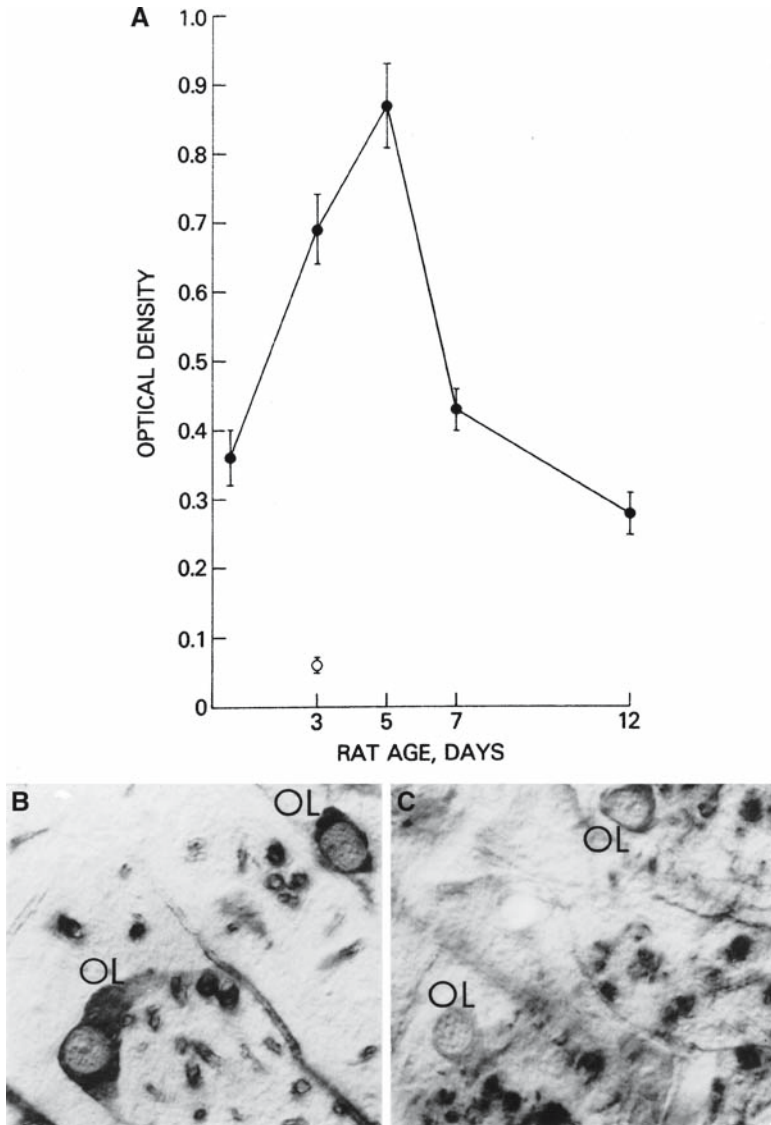 A
1.0
0.9
0.8
0.7
0.6
0.5
0.4
0.3
0.2
0.1
0
OPTICAL DENSITY
3 5 7 12
RAT AGE, DAYS
B
OL
OL
C
OL
OL